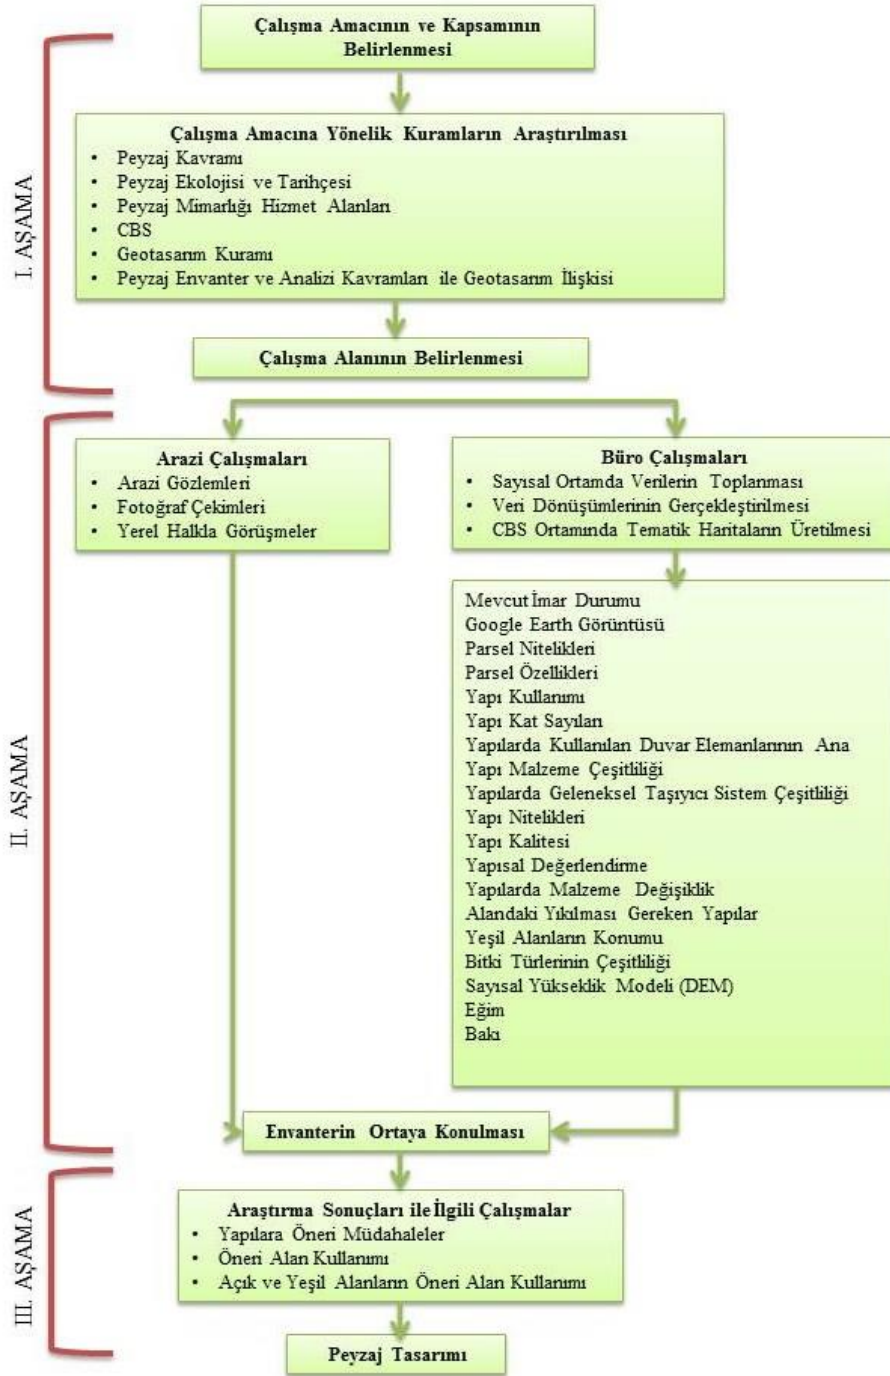 Çalışma Amacının ve Kapsamının
Belirlenmesi
I. AŞAMA
Çalışma Amacına Yönelik Kuramların Araştırılması
• Peyzaj Kavramı
• Peyzaj Ekolojisi ve Tarihçesi
• Peyzaj Mimarlığı Hizmet Alanları
• CBS
• Geotasarım Kuramı
• Peyzaj Envanter ve Analizi Kavramları ile Geotasarım İlişkisi
Çalışma Alanının Belirlenmesi
II. AŞAMA
Arazi Çalışmaları
• Arazi Gözlemleri
• Fotoğraf Çekimleri
• Yerel Halkla Görüşmeler
Büro Çalışmaları
• Sayısal Ortamda Verilerin Toplanması
• Veri Dönüşümlerinin Gerçekleştirilmesi
• CBS Ortamında Tematik Haritaların Üretilmesi
Mevcut İmar Durumu
Google Earth Görüntüsü
Parsel Nitelikleri
Parsel Özellikleri
Yapı Kullanımı
Yapı Kat Sayıları
Yapılarda Kullanılan Duvar Elemanlarının Ana
Yapı Malzeme Çeşitliliği
Yapılarda Geleneksel Taşıyıcı Sistem Çeşitliliği
Yapı Nitelikleri
Yapı Kalitesi
Yapısal Değerlendirme
Yapılarda Malzeme Değişiklik
Alandaki Yıkılması Gereken Yapılar
Yeşil Alanların Konumu
Bitki Türlerinin Çeşitliliği
Sayısal Yükseklik Modeli (DEM)
Eğim
Bakı
Envanterin Ortaya Konulması
III. AŞAMA
Araştırma Sonuçları ile İlgili Çalışmalar
• Yapılara Öneri Müdahaleler
• Öneri Alan Kullanımı
• Açık ve Yeşil Alanların Öneri Alan Kullanımı
Peyzaj Tasarımı